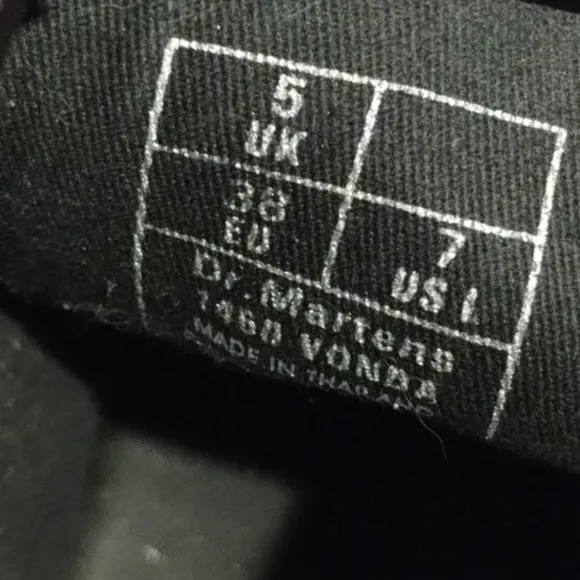 5
UK
38
EU
7
US L
Dr. Martens
1460 VONDA
MADE IN THAILAND